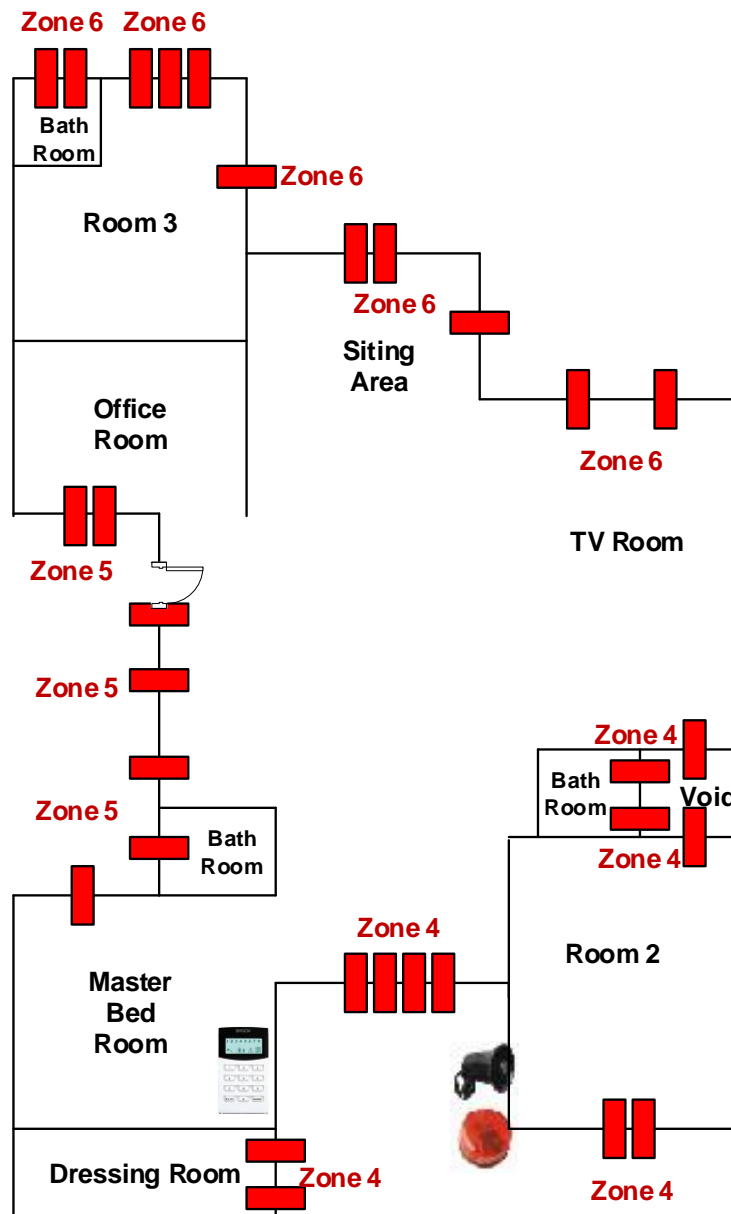 Zone 6
Zone 6
Bath
Room
Zone 6
Room 3
Zone 6
Siting
Area
Office
Room
Zone 6
TV Room
Zone 5
Zone 5
Zone 4
Bath
Room
Void
Zone 5
Bath
Room
Zone 4
Zone 4
Room 2
Master
Bed
Room
Dressing Room
Zone 4
Zone 4